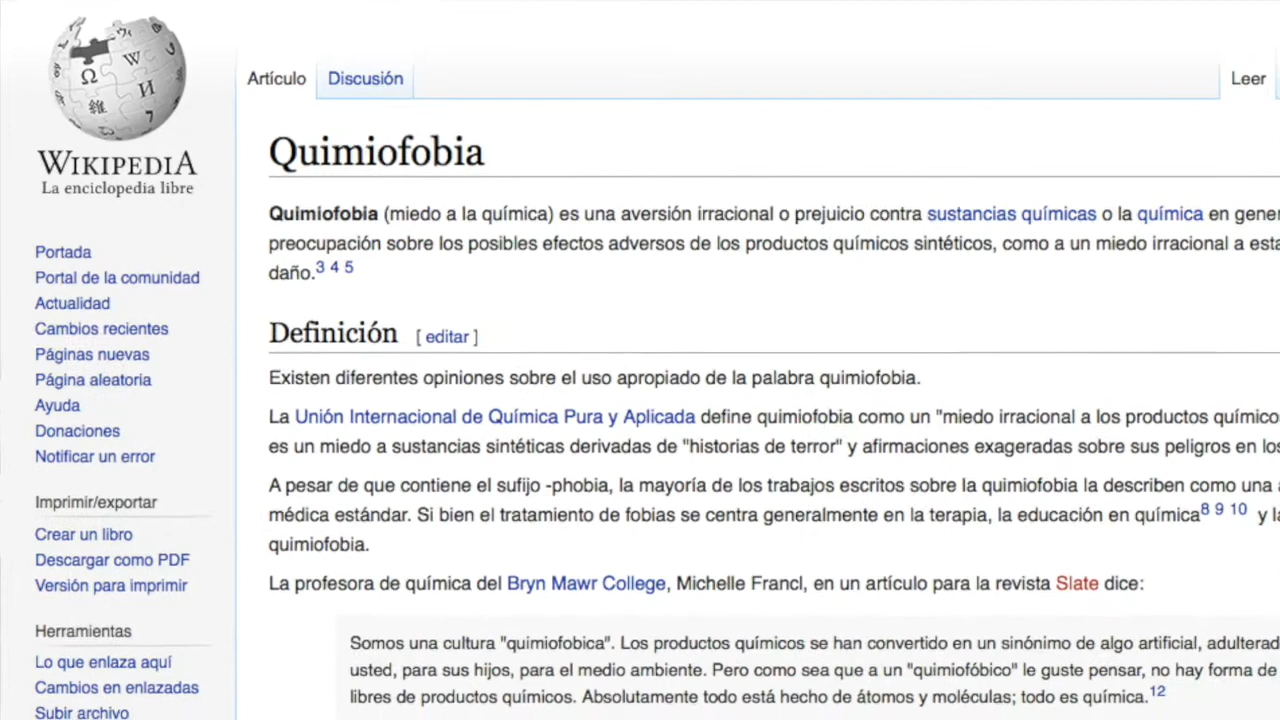 WIKIPEDIA
La enciclopedia libre
Portada
Portal de la comunidad
Actualidad
Cambios recientes
Páginas nuevas
Página aleatoria
Ayuda
Donaciones
Notificar un error
Imprimir/exportar
Crear un libro
Descargar como PDF
Versión para imprimir
Herramientas
Lo que enlaza aquí
Cambios en enlazadas
Subir archivo
Artículo Discusión Leer
Quimiofobia
Quimiofobia (miedo a la química) es una aversión irracional o prejuicio contra sustancias químicas o la química en gener
preocupación sobre los posibles efectos adversos de los productos químicos sintéticos, como a un miedo irracional a esta
daño.3 4 5
Definición [ editar ]
Existen diferentes opiniones sobre el uso apropiado de la palabra quimiofobia.
La Unión Internacional de Química Pura y Aplicada define quimiofobia como un "miedo irracional a los productos químico
es un miedo a sustancias sintéticas derivadas de "historias de terror" y afirmaciones exageradas sobre sus peligros en los
A pesar de que contiene el sufijo -phobia, la mayoría de los trabajos escritos sobre la quimiofobia la describen como una
médica estándar. Si bien el tratamiento de fobias se centra generalmente en la terapia, la educación en química8 9 10 y la
quimiofobia.
La profesora de química del Bryn Mawr College, Michelle Francl, en un artículo para la revista Slate dice:
Somos una cultura "quimiofobica". Los productos químicos se han convertido en un sinónimo de algo artificial, adulterad
usted, para sus hijos, para el medio ambiente. Pero como sea que a un "quimiofóbico" le guste pensar, no hay forma de
libres de productos químicos. Absolutamente todo está hecho de átomos y moléculas; todo es química.12